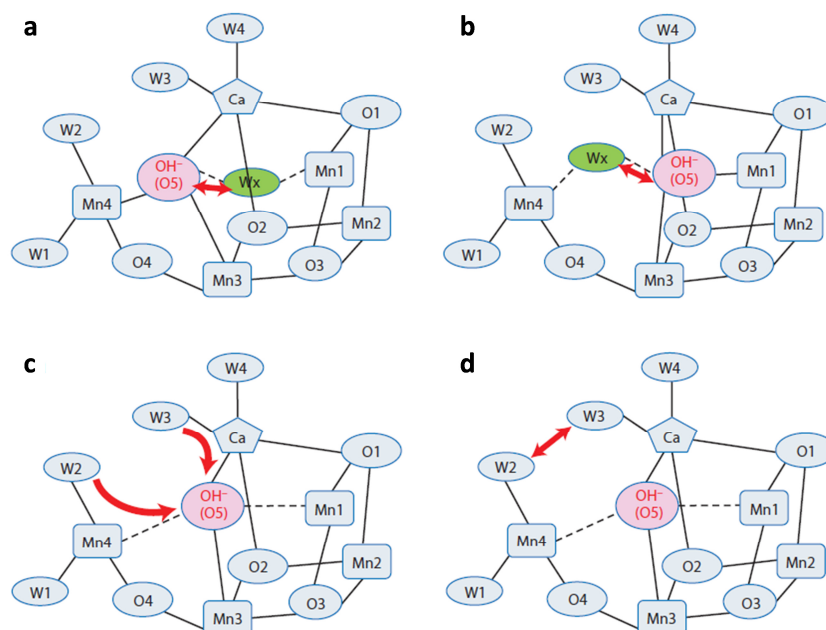 a
W4
W3
Ca
O1
W2
OH⁻
(O5)
Wx
Mn1
Mn4
O2
Mn2
W1
O4
Mn3
O3
b
W4
W3
Ca
O1
W2
Wx
OH⁻
(O5)
Mn1
Mn4
O2
Mn2
W1
O4
Mn3
O3
c
W4
W3
Ca
O1
W2
OH⁻
(O5)
Mn1
Mn4
O2
Mn2
W1
O4
Mn3
O3
d
W4
W3
Ca
O1
W2
OH⁻
(O5)
Mn1
Mn4
O2
Mn2
W1
O4
Mn3
O3